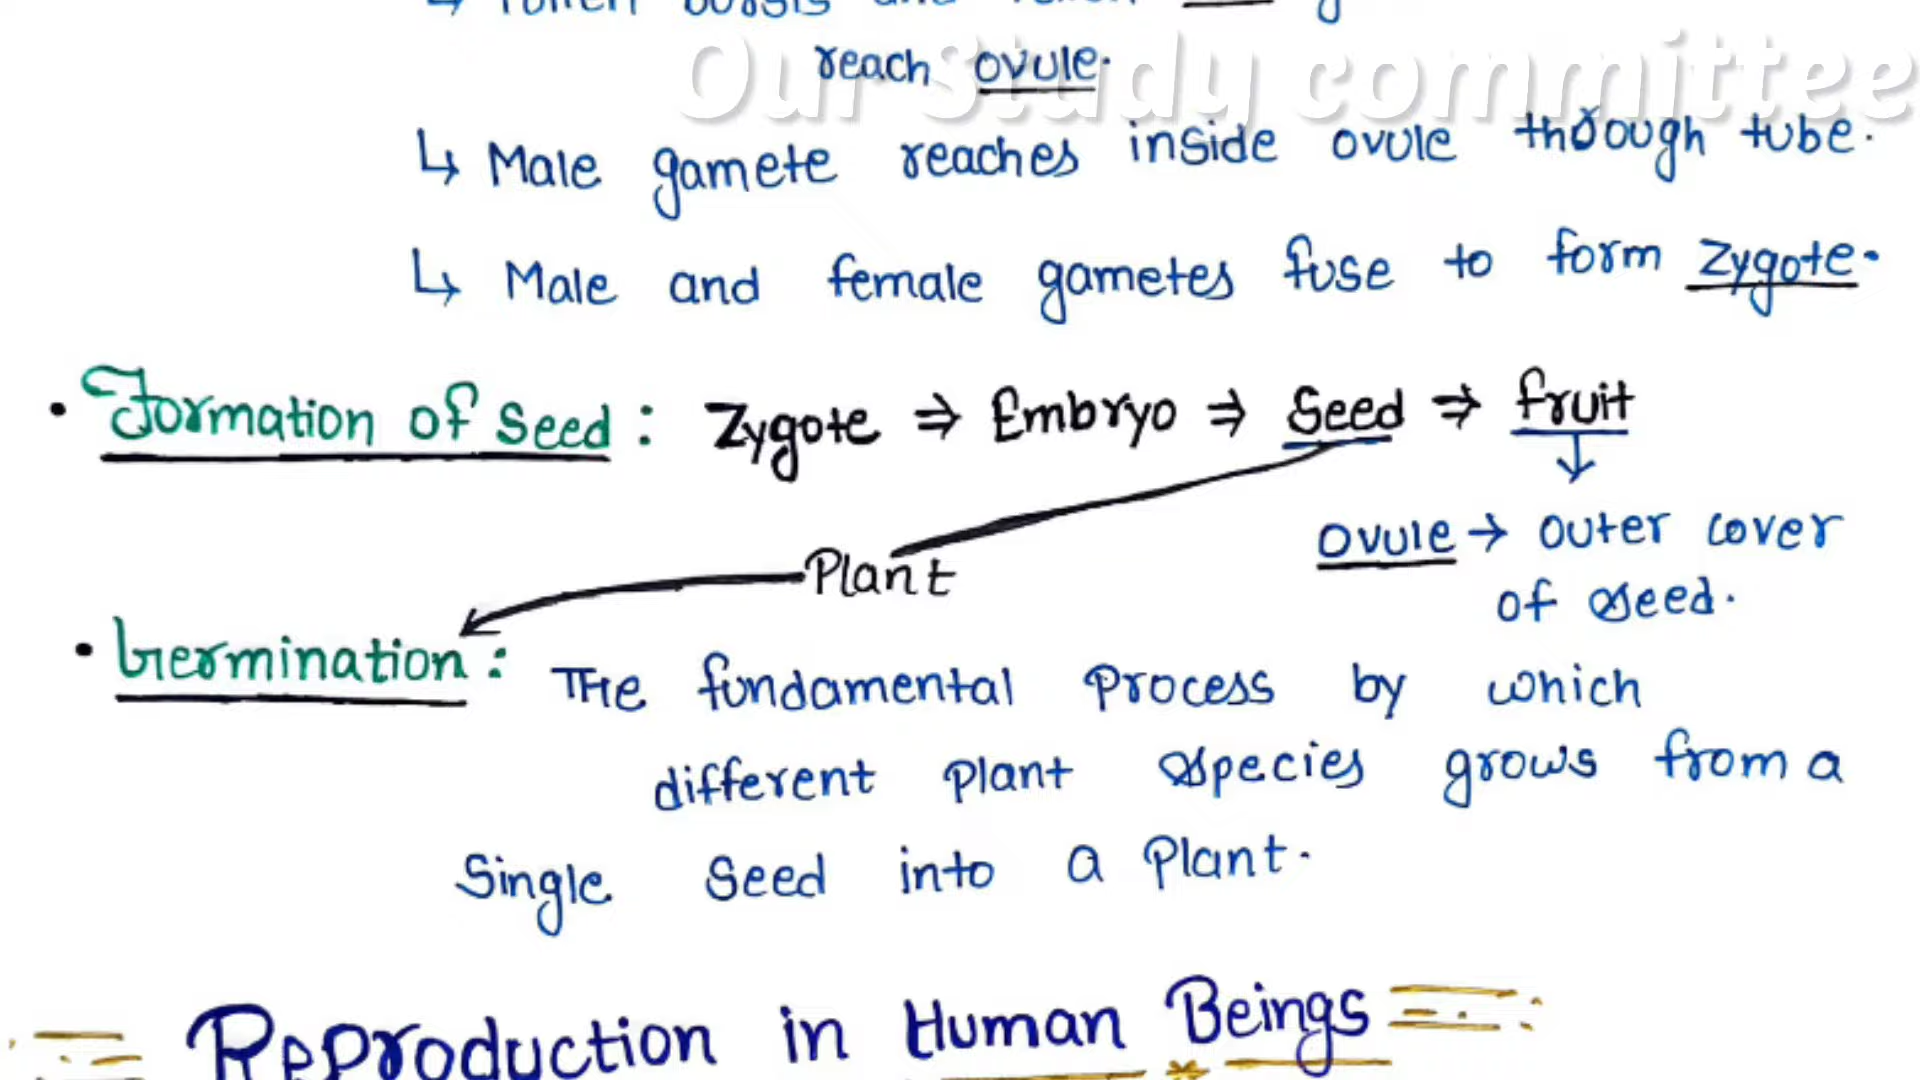 reach ovule.
Our Study committee
↳ Male gamete reaches inside ovule through tube.
↳ Male and female gametes fuse to form Zygote.
• Formation of Seed : Zygote ⇒ Embryo ⇒ Seed ⇒ fruit
↓
Ovule → outer cover
of seed.
Plant
• Germination : The fundamental process by which
different plant species grows from a
Single Seed into a Plant.
Reproduction in Human Beings